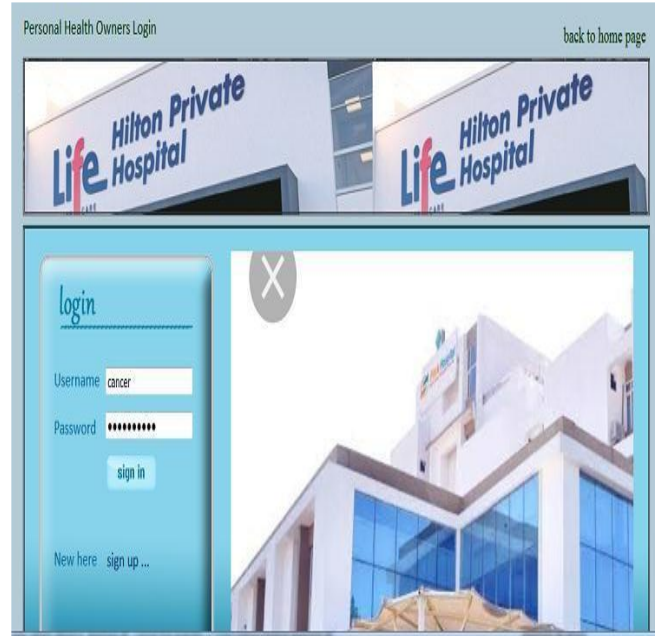 Personal Health Owners Login
back to home page
Life Hilton Private Hospital
Life Hilton Private Hospital
login
Username cancer
Password ••••••••••
sign in
New here sign up ...